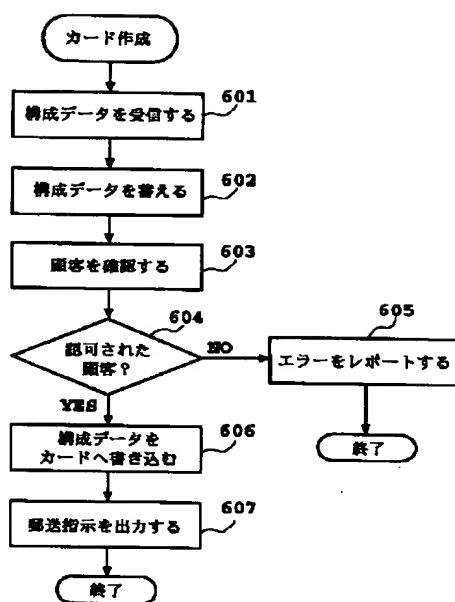 カード作成
601
構成データを受信する
602
構成データを蓄える
603
顧客を確認する
604
認可された
顧客？
NO
605
エラーをレポートする
終了
YES
606
構成データを
カードへ書き込む
607
郵送指示を出力する
終了